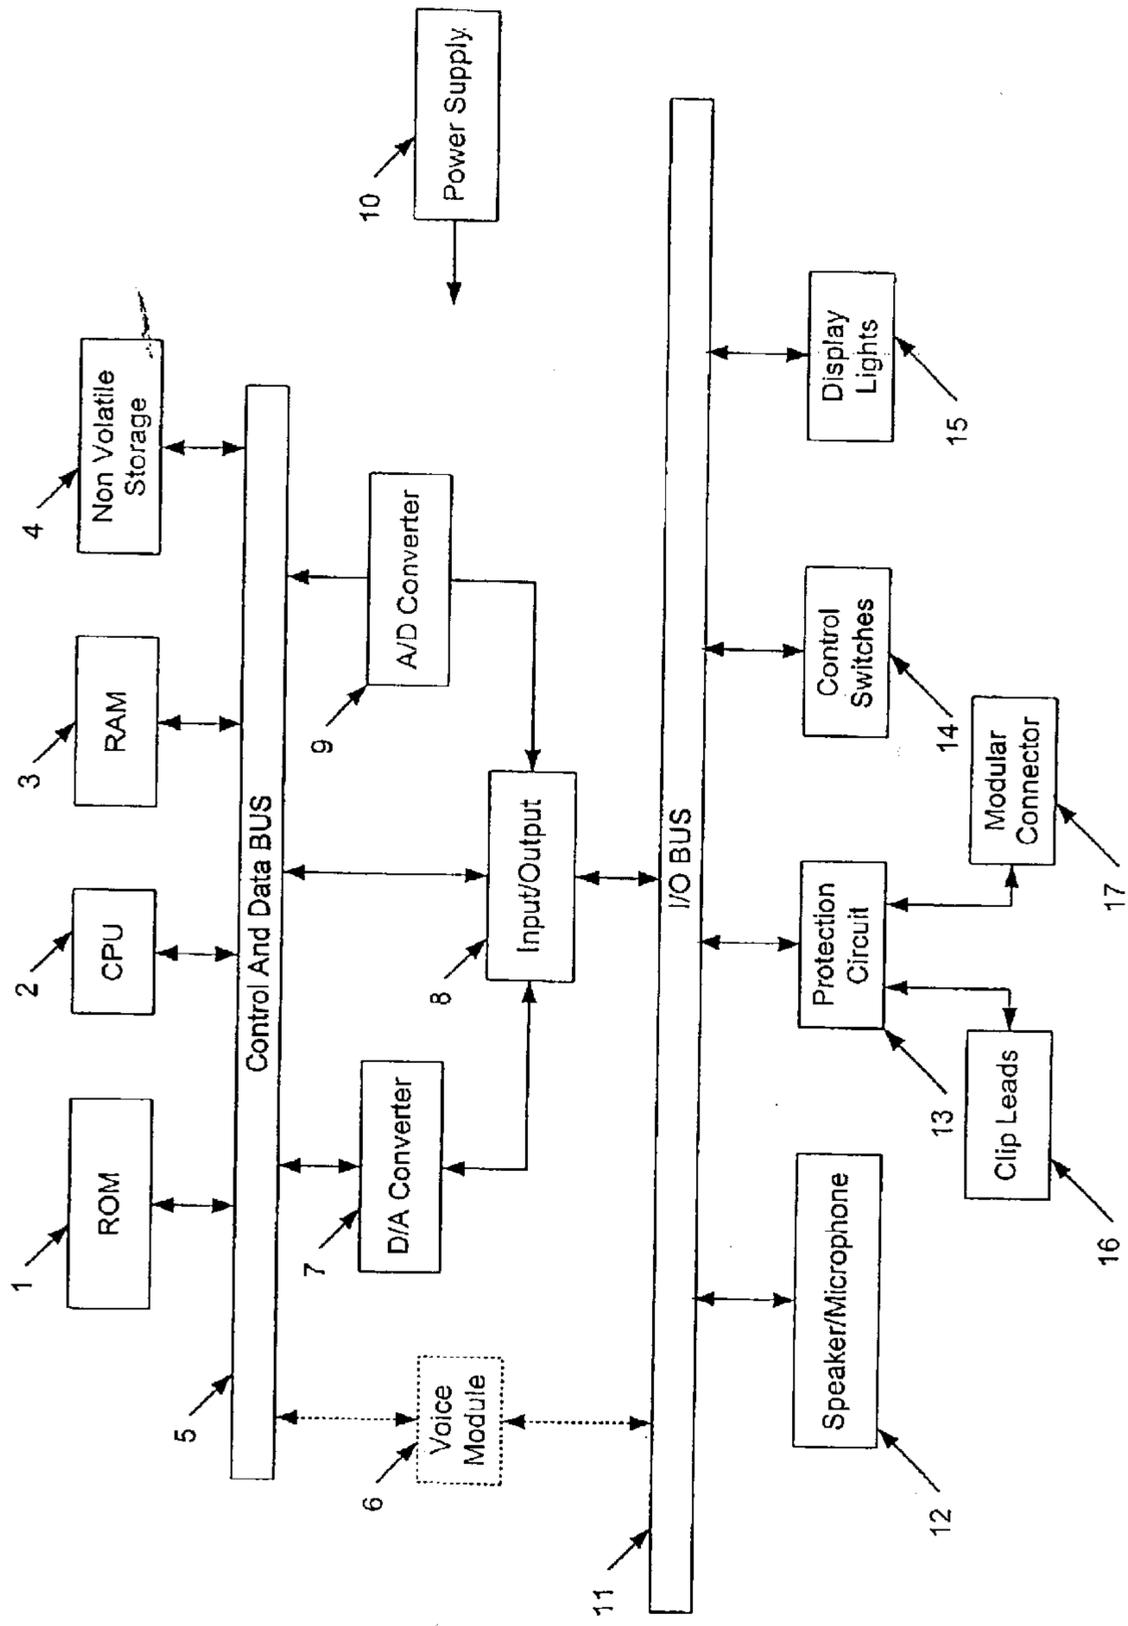 1
ROM
2
CPU
3
RAM
4
Non Volatile
Storage
5
Control And Data BUS
6
Voice
Module
7
D/A Converter
8
Input/Output
9
A/D Converter
10
Power Supply
11
I/O BUS
12
Speaker/Microphone
13
Protection
Circuit
14
Control
Switches
15
Display
Lights
16
Clip Leads
17
Modular
Connector